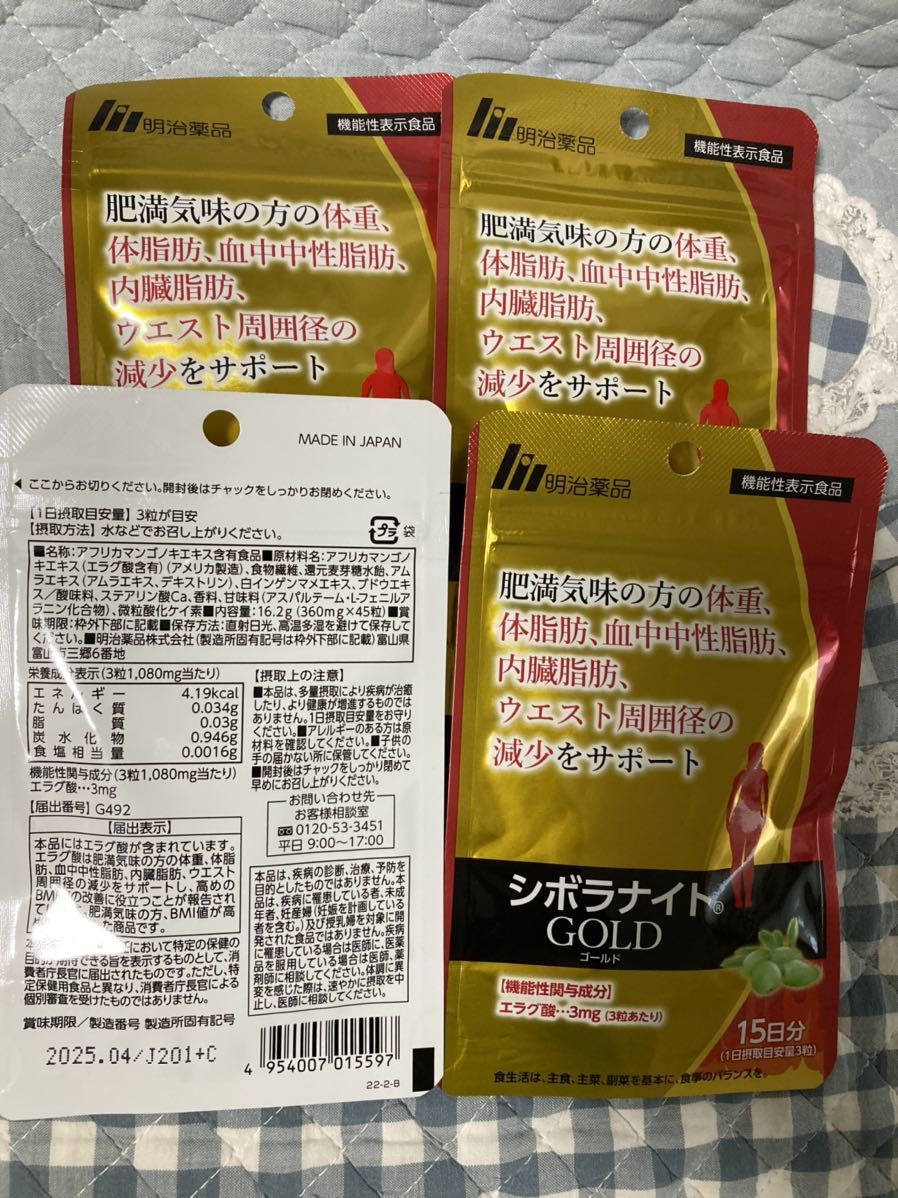 明治薬品
機能性表示食品
肥満気味の方の体重、
体脂肪、血中中性脂肪、
内臓脂肪、
ウエスト周囲径の
減少をサポート
明治薬品
機能性表示食品
肥満気味の方の体重、
体脂肪、血中中性脂肪、
内臓脂肪、
ウエスト周囲径の
減少をサポート
MADE IN JAPAN
ここからお切りください。開封後はチャックをしっかりお閉めください。
【1日摂取目安量】3粒が目安
【摂取方法】水などでお召し上がりください。
プラ
袋
■名称:アフリカマンゴノキエキス含有食品■原材料名:アフリカマンゴノ
キエキス(エラグ酸含有)(アメリカ製造)、食物繊維、還元麦芽糖水飴、アム
ラエキス(アムラエキス、デキストリン)、白インゲンマメエキス、ブドウエキ
ス/酸味料、ステアリン酸Ca、香料、甘味料(アスパルテーム・L-フェニルア
ラニン化合物)、微粒酸化ケイ素■内容量:16.2g(360mg×45粒)■賞
味期限:枠外下部に記載■保存方法:直射日光、高温多湿を避けて保存して
ください。■明治薬品株式会社(製造所固有記号は枠外下部に記載)富山県
富山市三郷6番地
栄養成分表示(3粒1,080mg当たり)
エネルギー 4.19kcal
たんぱく質 0.034g
脂質 0.03g
炭水化物 0.946g
食塩相当量 0.0016g
機能性関与成分(3粒1,080mg当たり)
エラグ酸…3mg
【届出番号】G492
【届出表示】
本品にはエラグ酸が含まれています。
エラグ酸は肥満気味の方の体重、体脂
肪、血中中性脂肪、内臓脂肪、ウエスト
周囲径の減少をサポートし、高めの
BMI の改善に役立つことが報告され
て 肥満気味の方、BMI値が高
た商品です。
において特定の保健の
目的が期待できる旨を表示するものとして、消
費者庁長官に届出されたものです。ただし、特
定保健用食品と異なり、消費者庁長官による
個別審査を受けたものではありません。
賞味期限/製造番号 製造所固有記号
2025.04/J201+C
【摂取上の注意】
■本品は、多量摂取により疾病が治癒
したり、より健康が増進するものでは
ありません。1日摂取目安量をお守り
ください。■アレルギーのある方は原
材料を確認してください。■子供の
手の届かない所に保管してください。
■開封後はチャックをしっかり閉めて
早めにお召し上がりください。
お問い合わせ先
お客様相談室
0120-53-3451
平日 9:00〜17:00
本品は、疾病の診断、治療、予防を
目的としたものではありません。本
品は、疾病に罹患している者、未成
年者、妊産婦(妊娠を計画している
者を含む。)及び授乳婦を対象に開
発された食品ではありません。疾病
に罹患している場合は医師に、医薬
品を服用している場合は医師、薬
剤師に相談してください。体調に異
変を感じた際は、速やかに摂取を中
止し、医師に相談してください。
4 954007 015597
22-2-B
明治薬品
機能性表示食品
肥満気味の方の体重、
体脂肪、血中中性脂肪、
内臓脂肪、
ウエスト周囲径の
減少をサポート
シボラナイト®
GOLD
ゴールド
【機能性関与成分】
エラグ酸…3mg(3粒あたり)
15日分
(1日摂取目安量3粒)
食生活は、主食、主菜、副菜を基本に、食事のバランスを。